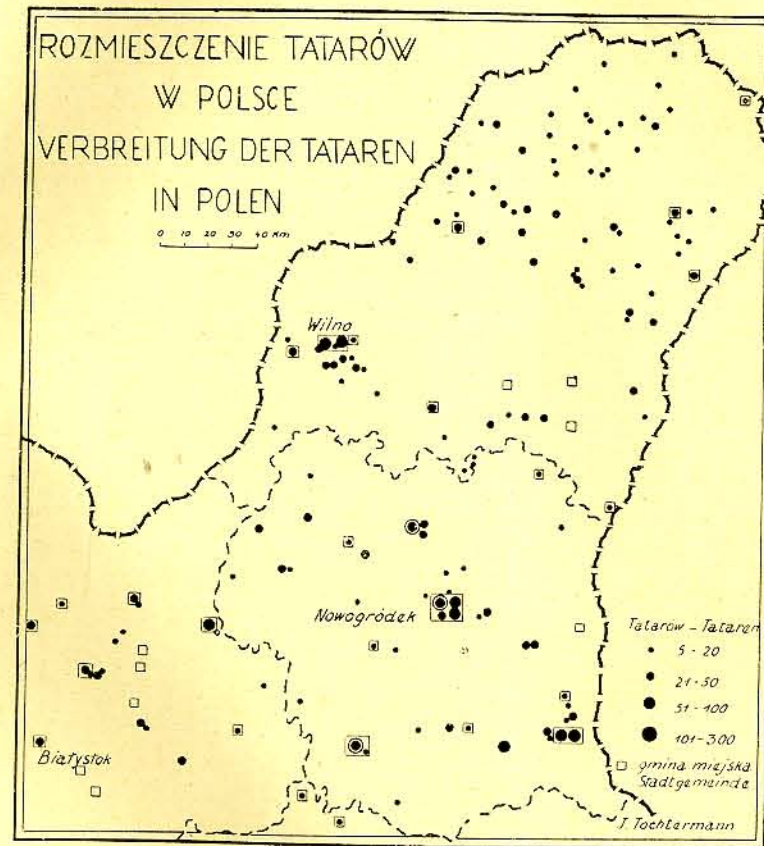 ROZMIESZCZENIE TATARÓW
W POLSCE
VERBREITUNG DER TATAREN
IN POLEN
0 10 20 30 40 Km
Wilno
Nowogródek
Białystok
Tatarów - Tataren
5 - 20
21 - 50
51 - 100
101 - 300
gmina miejska
Stadtgemeinde
J. Tochtermann